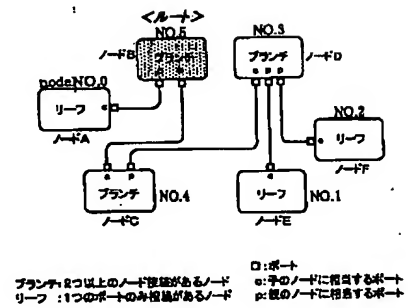 <ルート>
NO.5
ノードB
ブランチ
NO.3
ブランチ
ノードD
c p p
nodeNO.0
リーフ
c
ノードA
NO.2
リーフ
c
ノードF
c p
ブランチ
NO.4
ノードC
c
リーフ
NO.1
ノードE
□:ポート
ブランチ:2つ以上のノード接続があるノード
c:子のノードに相当するポート
リーフ :1つのポートのみ接続があるノード
p:親のノードに相当するポート